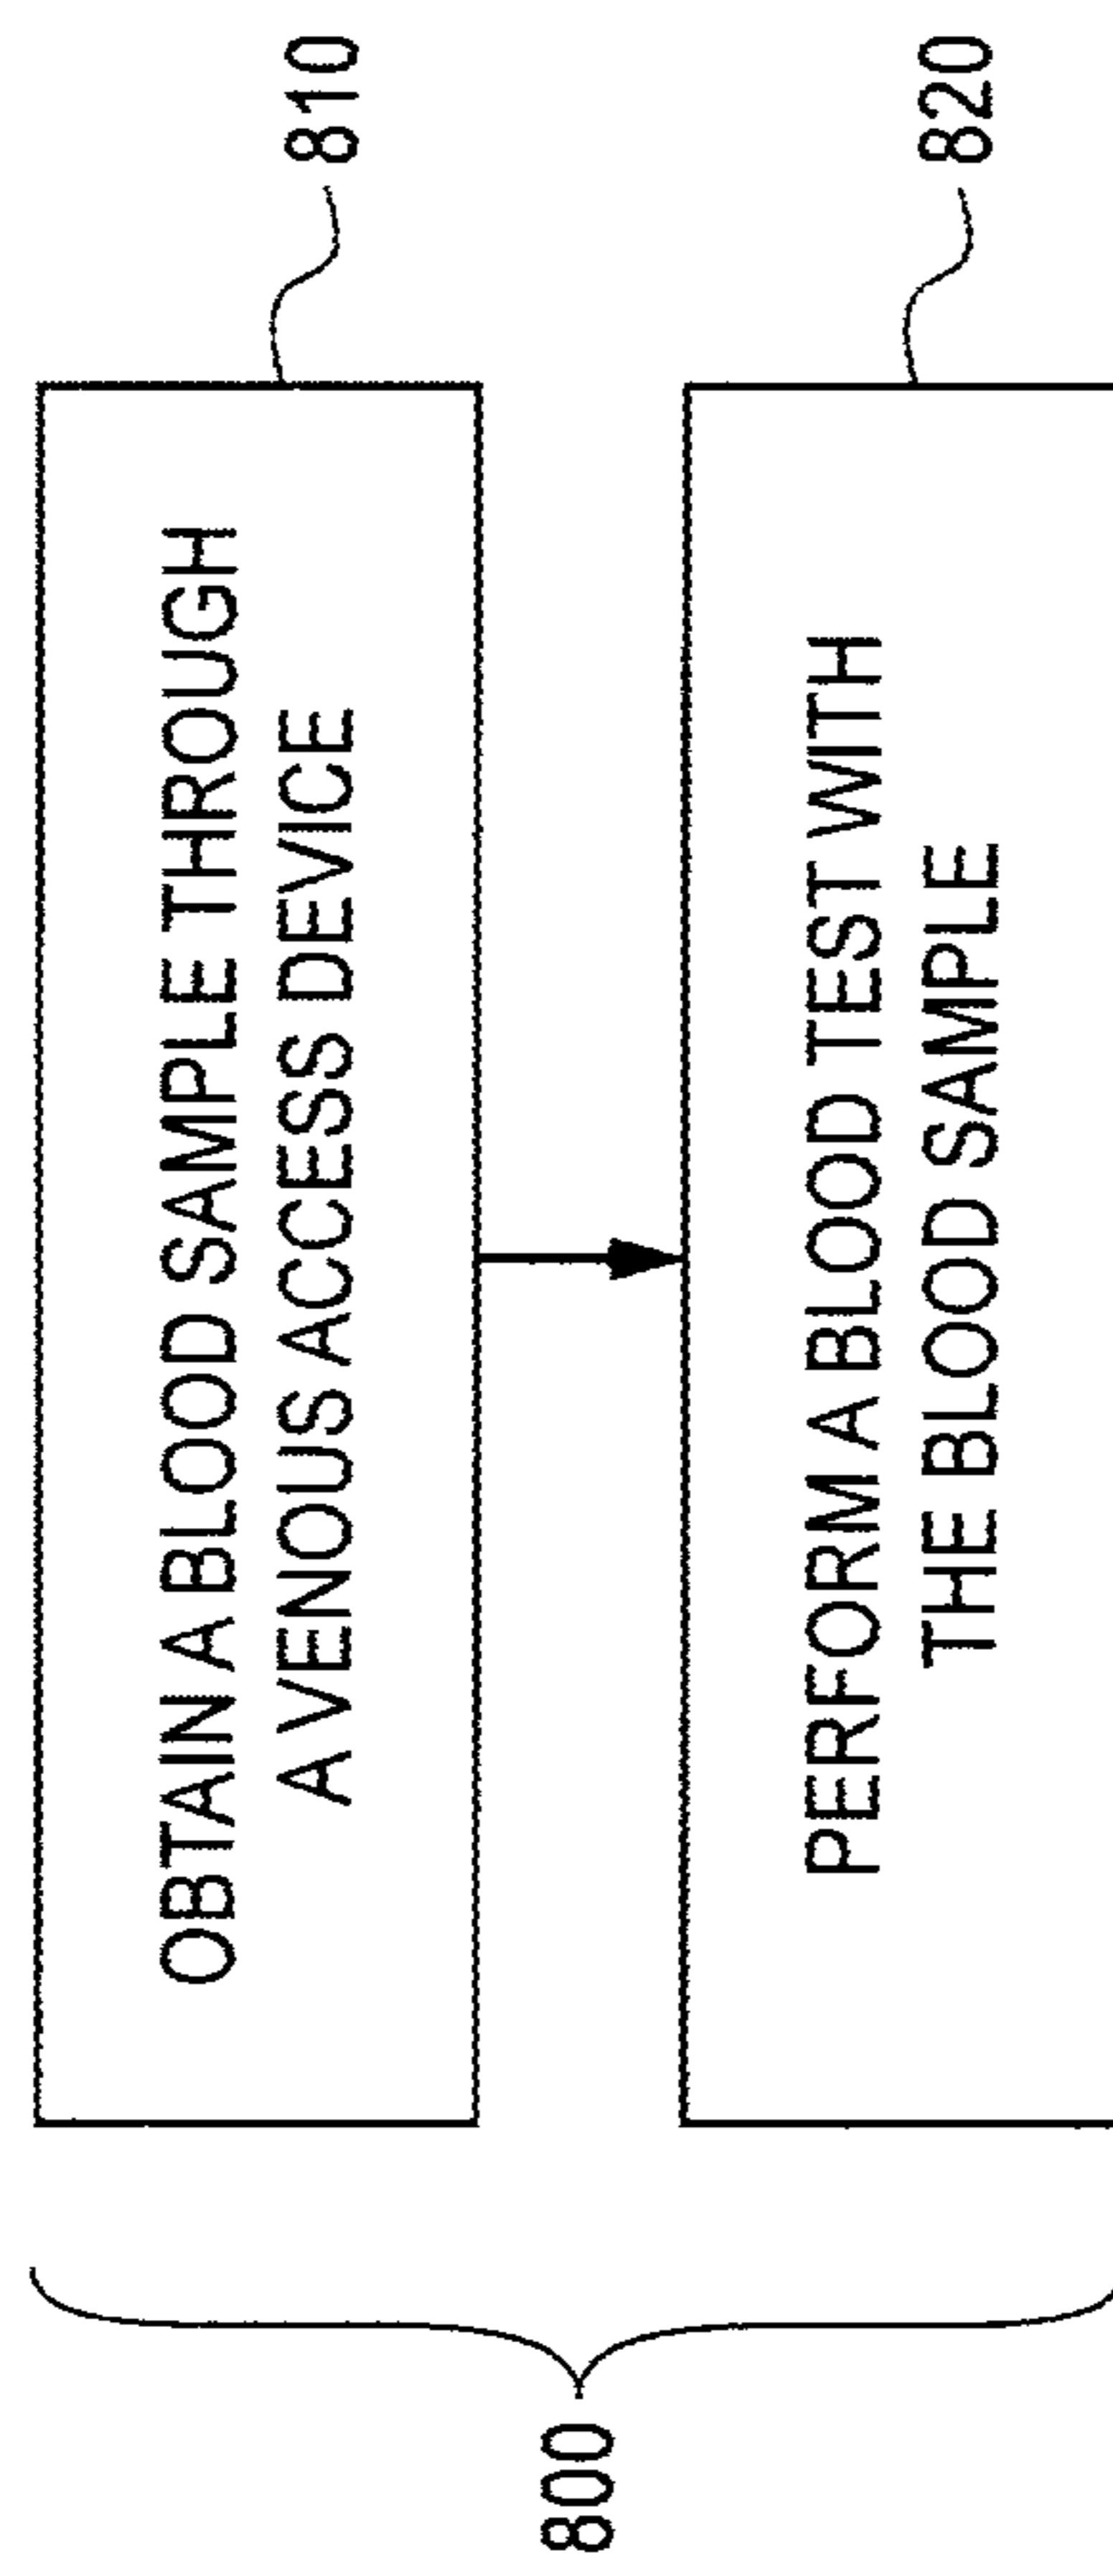 OBTAIN A BLOOD SAMPLE THROUGH
A VENOUS ACCESS DEVICE
810
PERFORM A BLOOD TEST WITH
THE BLOOD SAMPLE
820
800